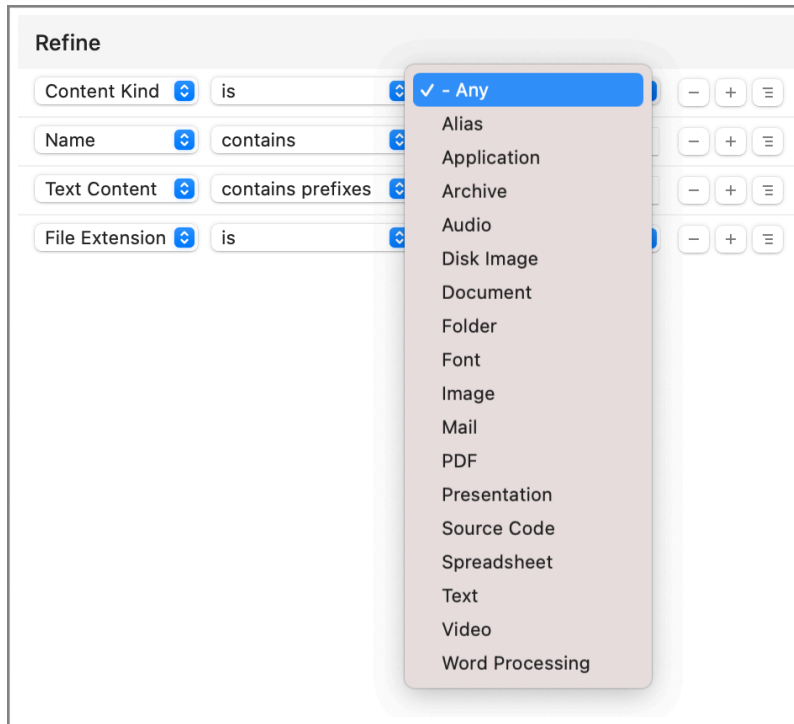 Refine
Content Kind is ✓ - Any
Alias
Application
Name contains
Archive
Text Content contains prefixes
Audio
File Extension is
Disk Image
Document
Folder
Font
Image
Mail
PDF
Presentation
Source Code
Spreadsheet
Text
Video
Word Processing